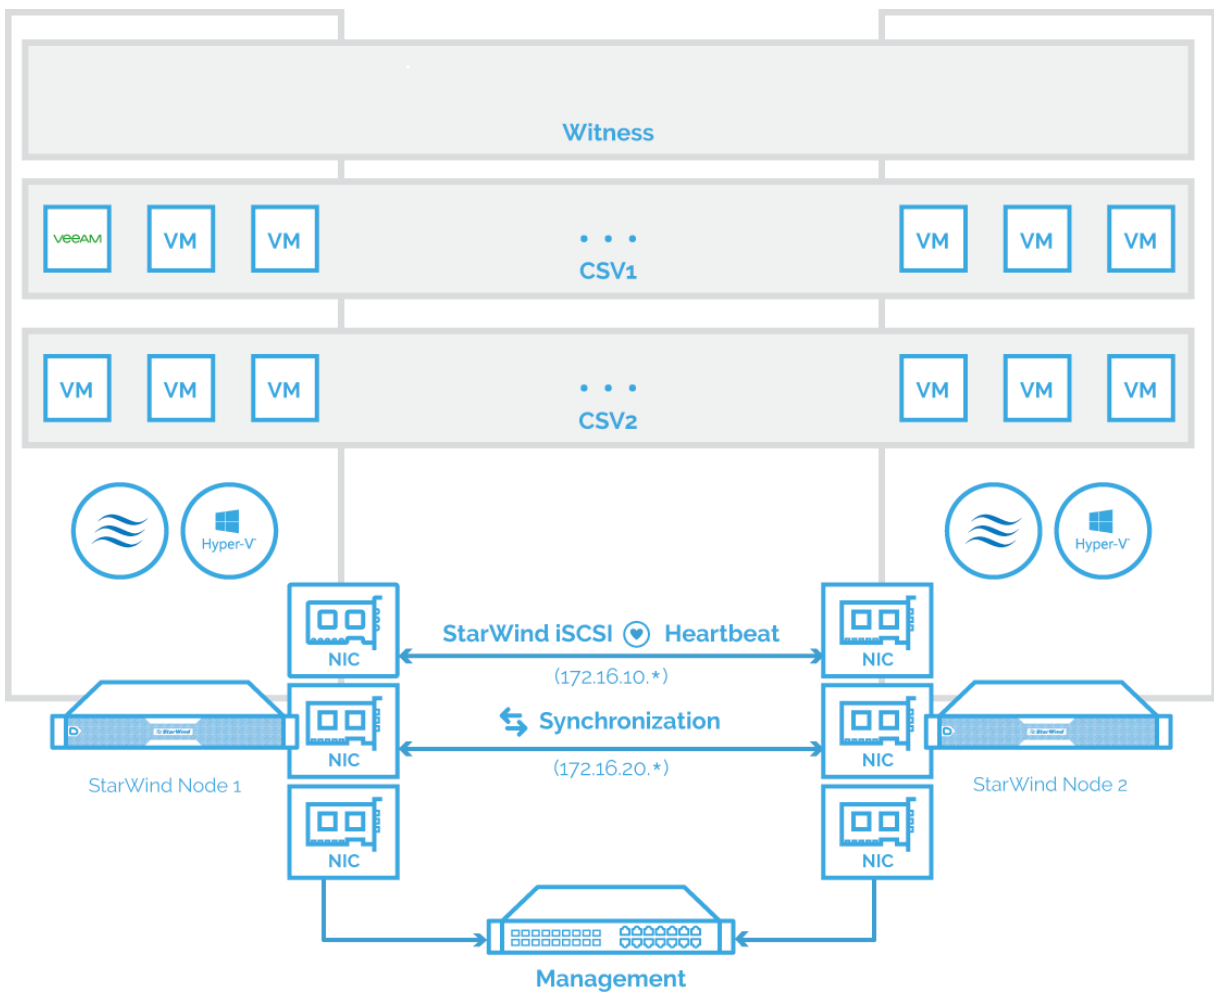 Witness
veeAM VM VM VM VM VM
CSV1
VM VM VM VM VM VM
CSV2
Hyper-V Hyper-V
StarWind iSCSI Heartbeat
NIC NIC
(172.16.10.*)
Synchronization
StarWind StarWind
NIC NIC
(172.16.20.*)
StarWind Node 1 StarWind Node 2
NIC NIC
Management